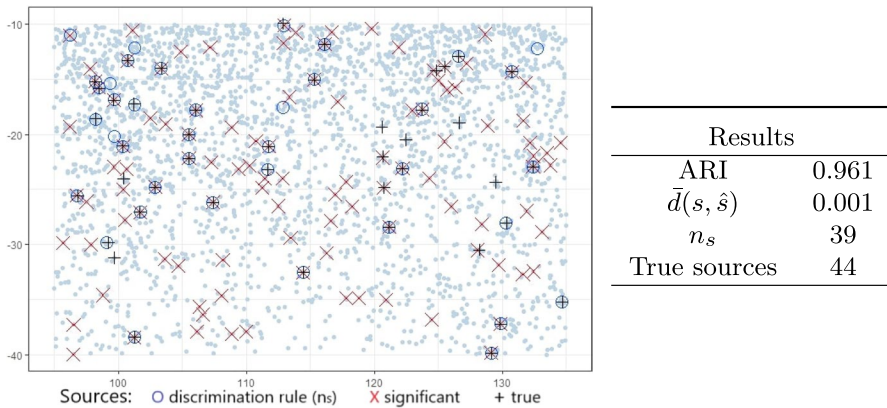 -10
-20
-30
-40
100 110 120 130
Sources: O discrimination rule (ns) X significant + true
Results
ARI 0.961
d̄(s, ŝ) 0.001
n_s 39
True sources 44